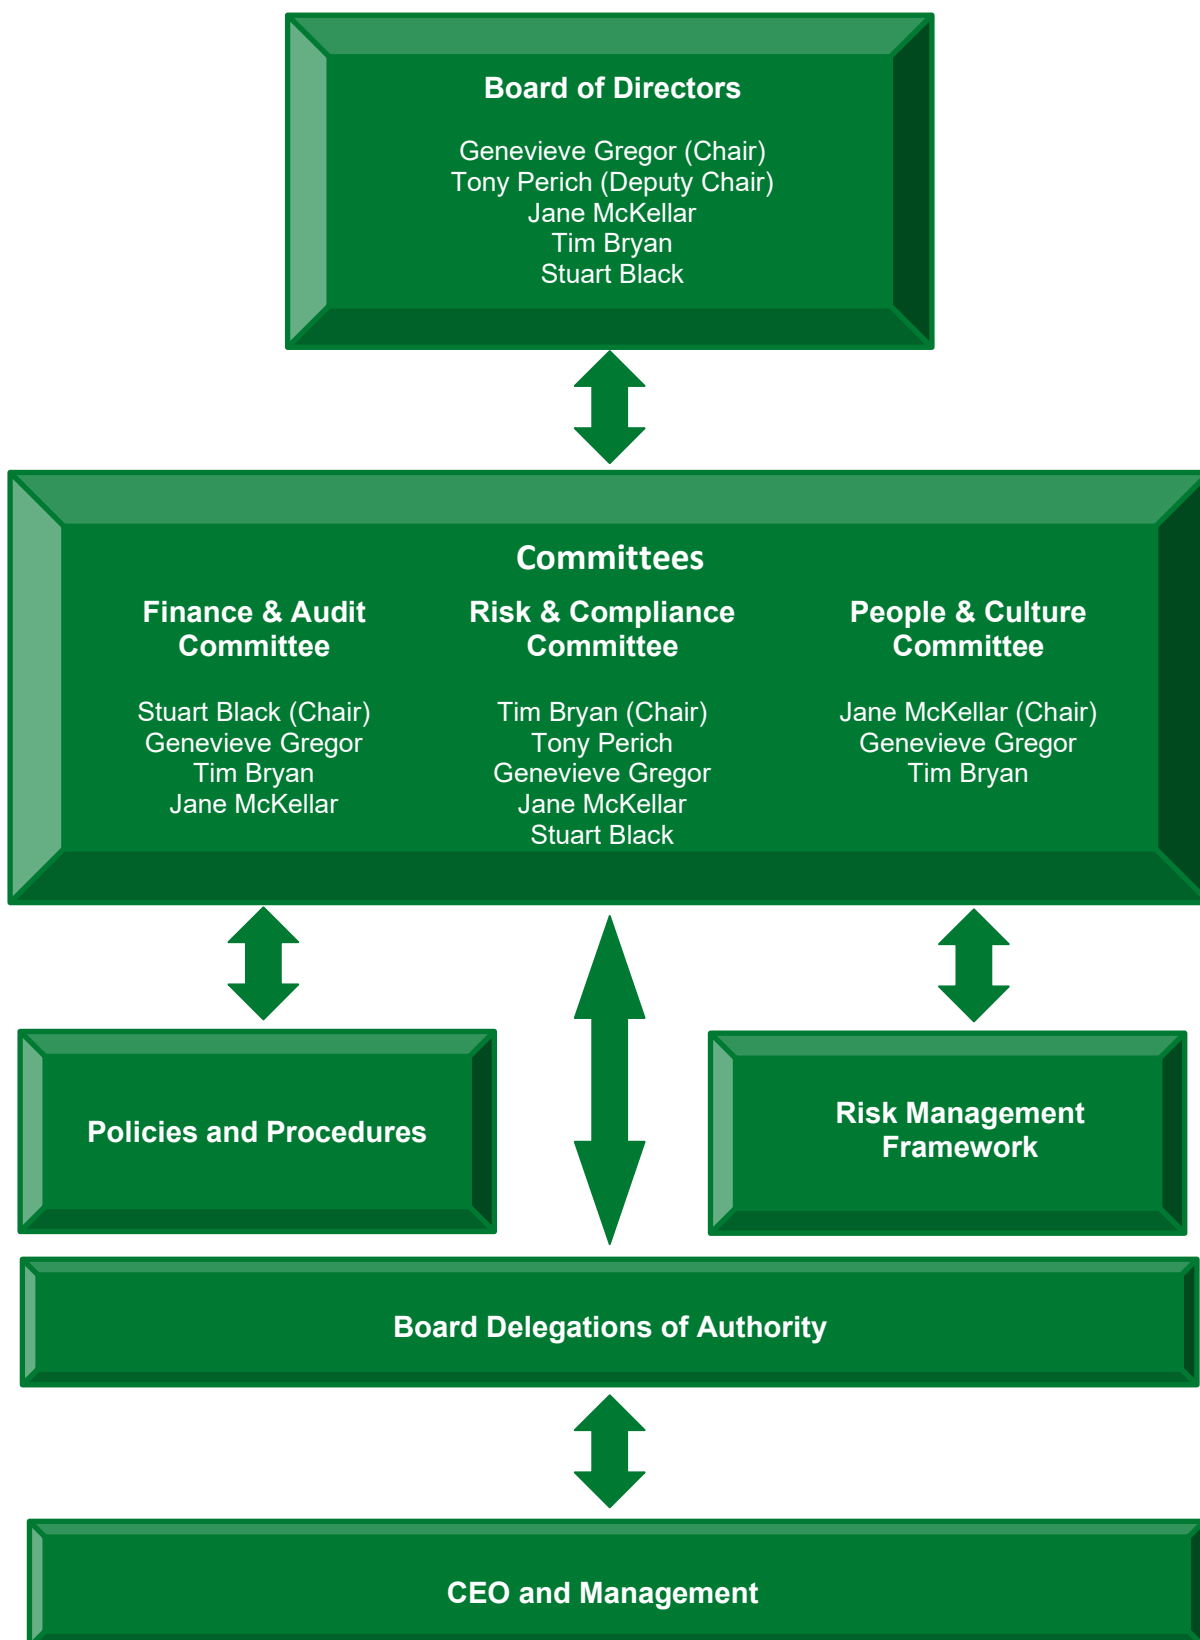 Board of Directors
Genevieve Gregor (Chair)
Tony Perich (Deputy Chair)
Jane McKellar
Tim Bryan
Stuart Black
Committees
Finance & Audit
Committee
Stuart Black (Chair)
Genevieve Gregor
Tim Bryan
Jane McKellar
Risk & Compliance
Committee
Tim Bryan (Chair)
Tony Perich
Genevieve Gregor
Jane McKellar
Stuart Black
People & Culture
Committee
Jane McKellar (Chair)
Genevieve Gregor
Tim Bryan
Policies and Procedures
Risk Management
Framework
Board Delegations of Authority
CEO and Management